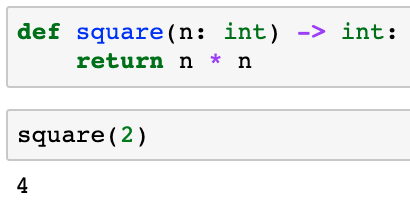 def square(n: int) -> int:
    return n * n
square(2)
4